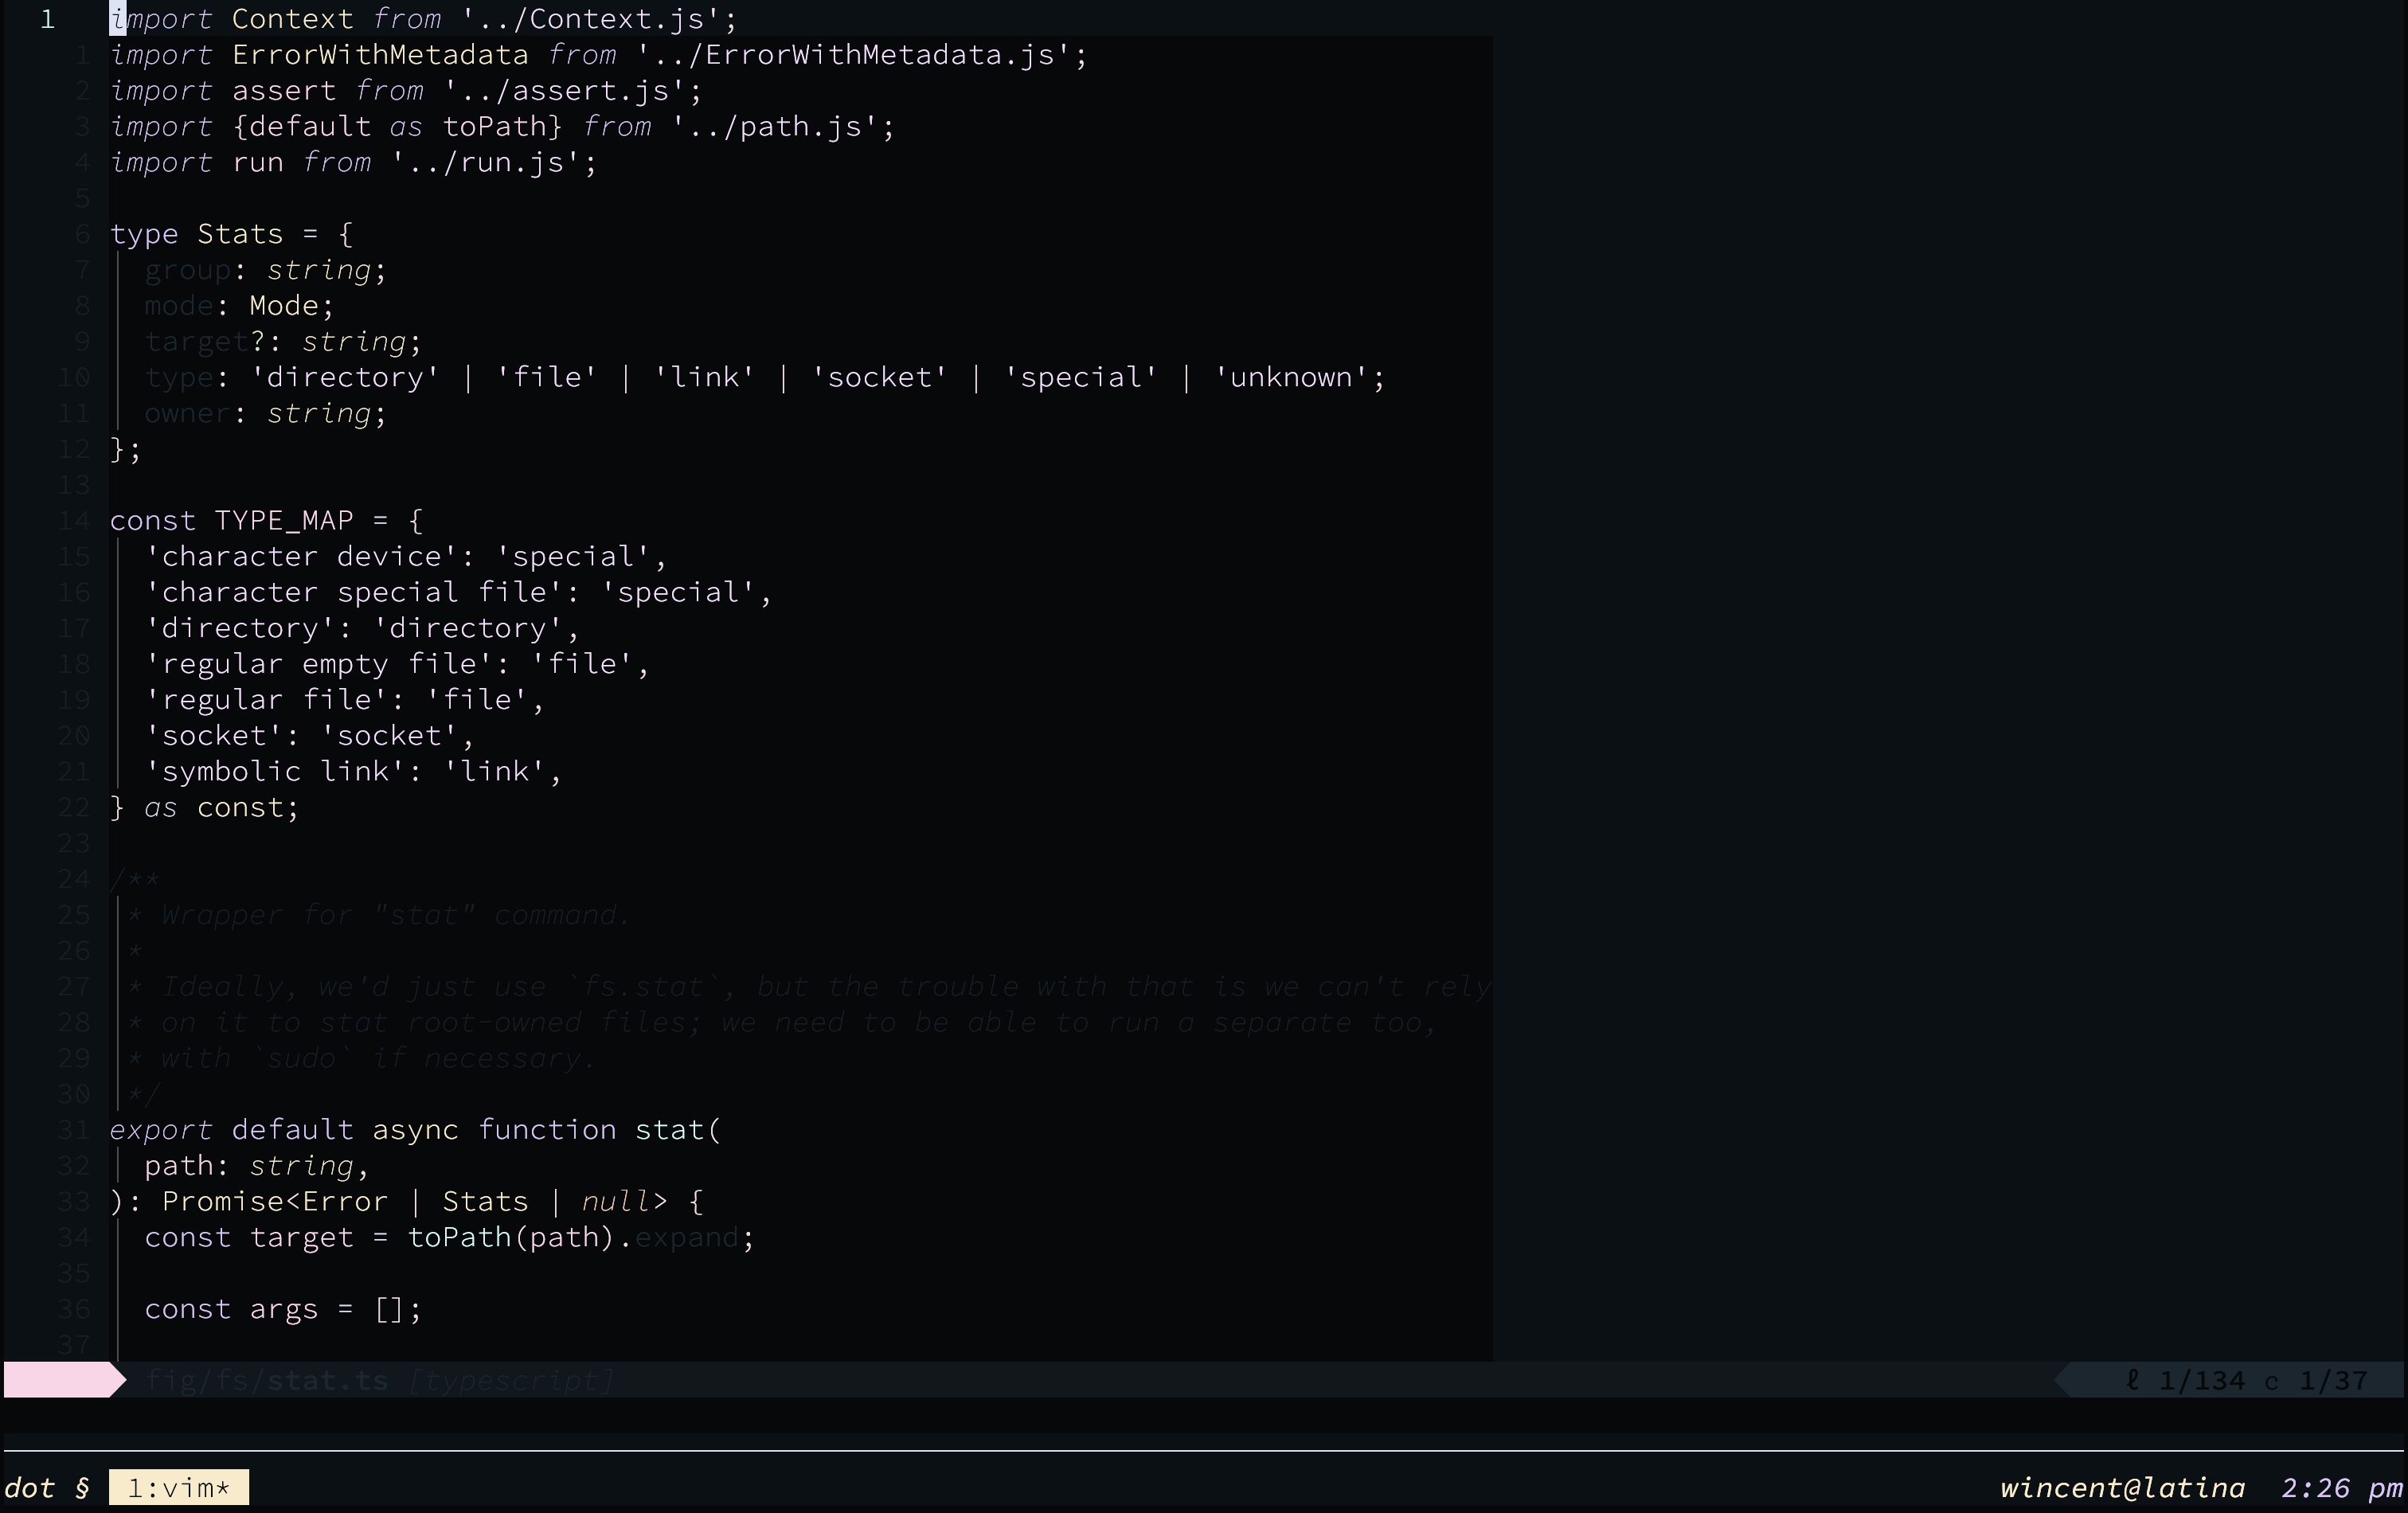 1 import Context from '../Context.js';
1 import ErrorWithMetadata from '../ErrorWithMetadata.js';
2 import assert from '../assert.js';
3 import {default as toPath} from '../path.js';
4 import run from '../run.js';
5
6 type Stats = {
7 group: string;
8 mode: Mode;
9 target?: string;
10 type: 'directory' | 'file' | 'link' | 'socket' | 'special' | 'unknown';
11 owner: string;
12 };
13
14 const TYPE_MAP = {
15 'character device': 'special',
16 'character special file': 'special',
17 'directory': 'directory',
18 'regular empty file': 'file',
19 'regular file': 'file',
20 'socket': 'socket',
21 'symbolic link': 'link',
22 } as const;
23
24 /**
25 * Wrapper for "stat" command.
26 *
27 * Ideally, we'd just use `fs.stat`, but the trouble with that is we can't rely
28 * on it to stat root-owned files; we need to be able to run a separate too,
29 * with `sudo` if necessary.
30 */
31 export default async function stat(
32 path: string,
33 ): Promise<Error | Stats | null> {
34 const target = toPath(path).expand;
35
36 const args = [];
37
fig/fs/stat.ts [typescript] ℓ 1/134 c 1/37
dot § 1:vim* wincent@latina 2:26 pm